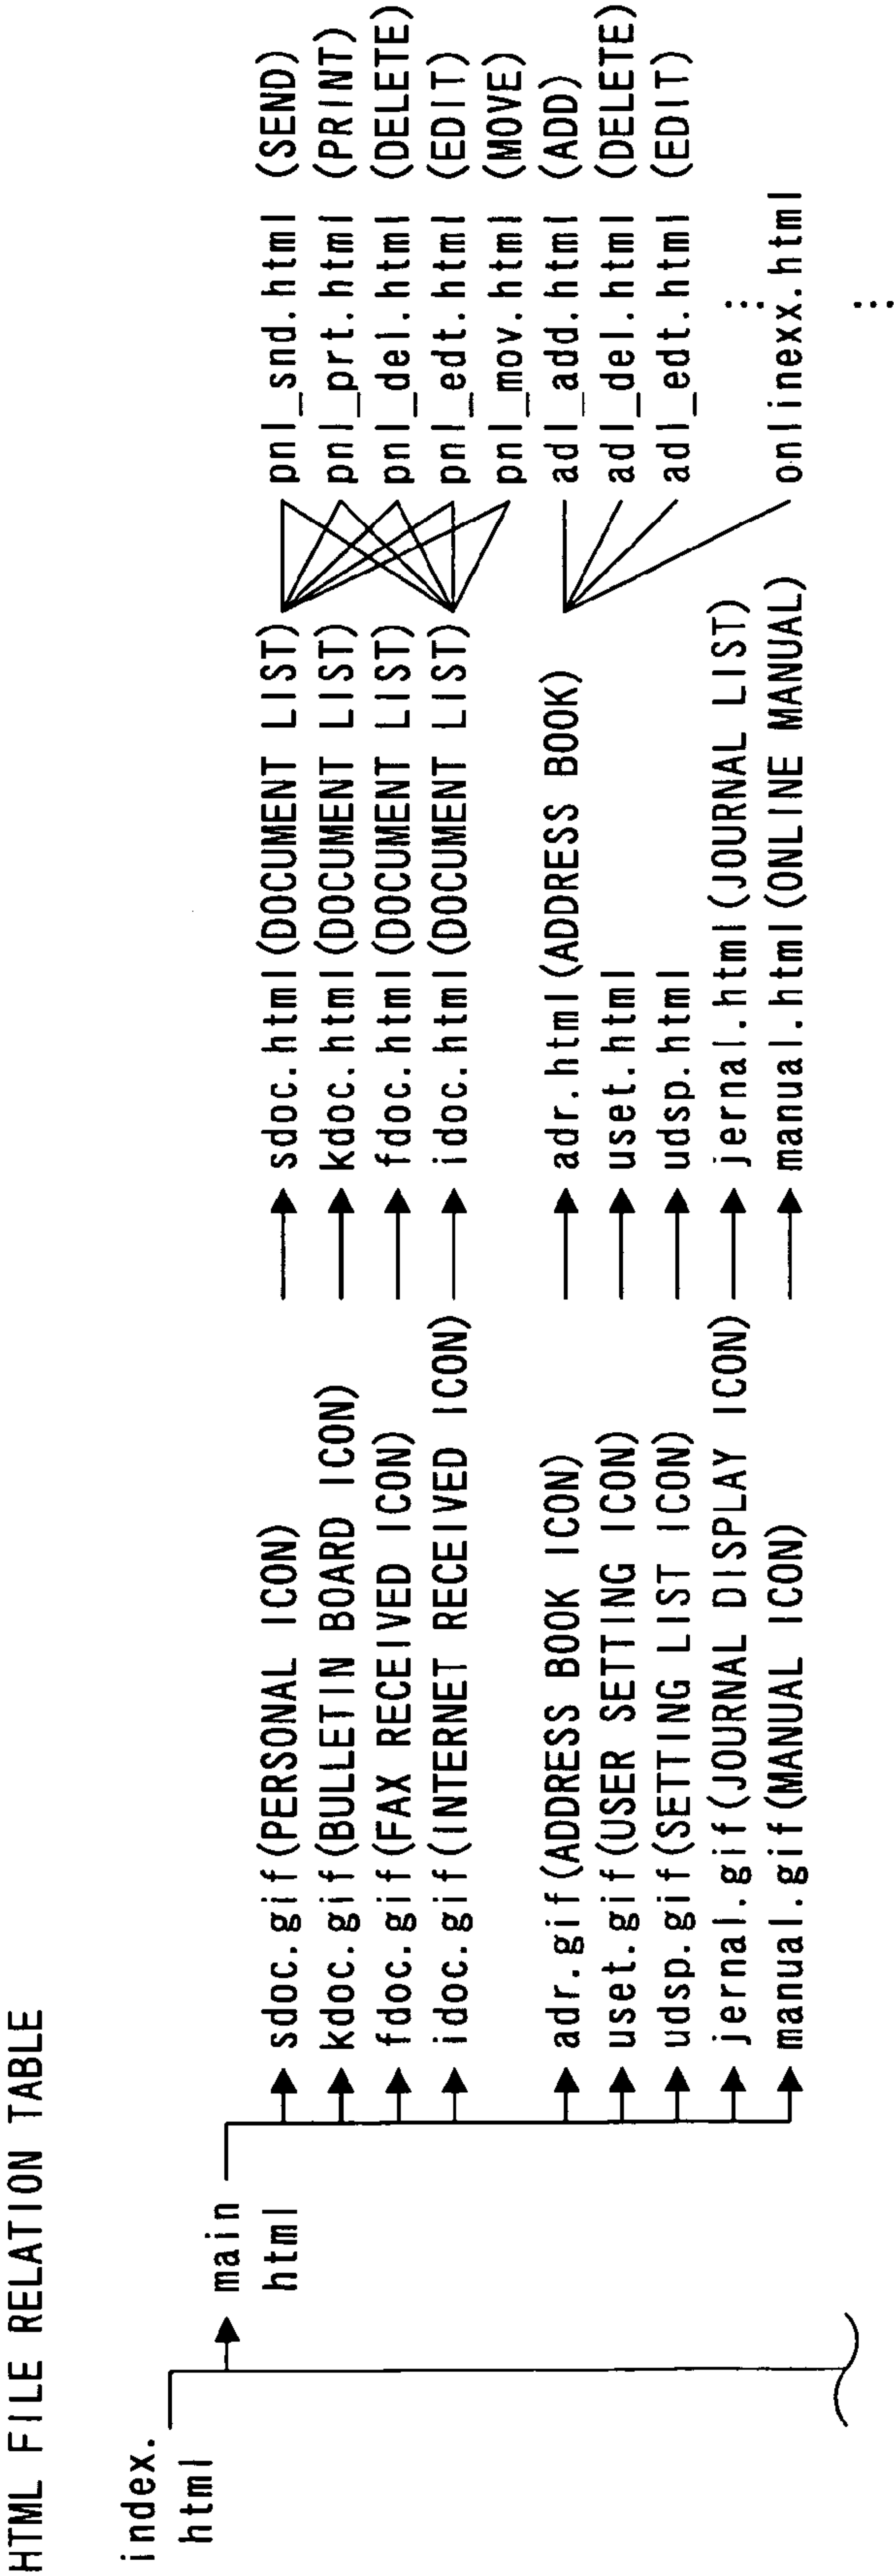 HTML FILE RELATION TABLE
index.
html
main
html
sdoc.gif(PERSONAL ICON)
kdoc.gif(BULLETIN BOARD ICON)
fdoc.gif(FAX RECEIVED ICON)
idoc.gif(INTERNET RECEIVED ICON)
adr.gif(ADDRESS BOOK ICON)
uset.gif(USER SETTING ICON)
udsp.gif(SETTING LIST ICON)
jernal.gif(JOURNAL DISPLAY ICON)
manual.gif(MANUAL ICON)
sdoc.html(DOCUMENT LIST)
kdoc.html(DOCUMENT LIST)
fdoc.html(DOCUMENT LIST)
idoc.html(DOCUMENT LIST)
adr.html(ADDRESS BOOK)
uset.html
udsp.html
jernal.html(JOURNAL LIST)
manual.html(ONLINE MANUAL)
pnl_snd.html (SEND)
pnl_prt.html (PRINT)
pnl_del.html (DELETE)
pnl_edt.html (EDIT)
pnl_mov.html (MOVE)
adl_add.html (ADD)
adl_del.html (DELETE)
adl_edt.html (EDIT)
onlinexx.html